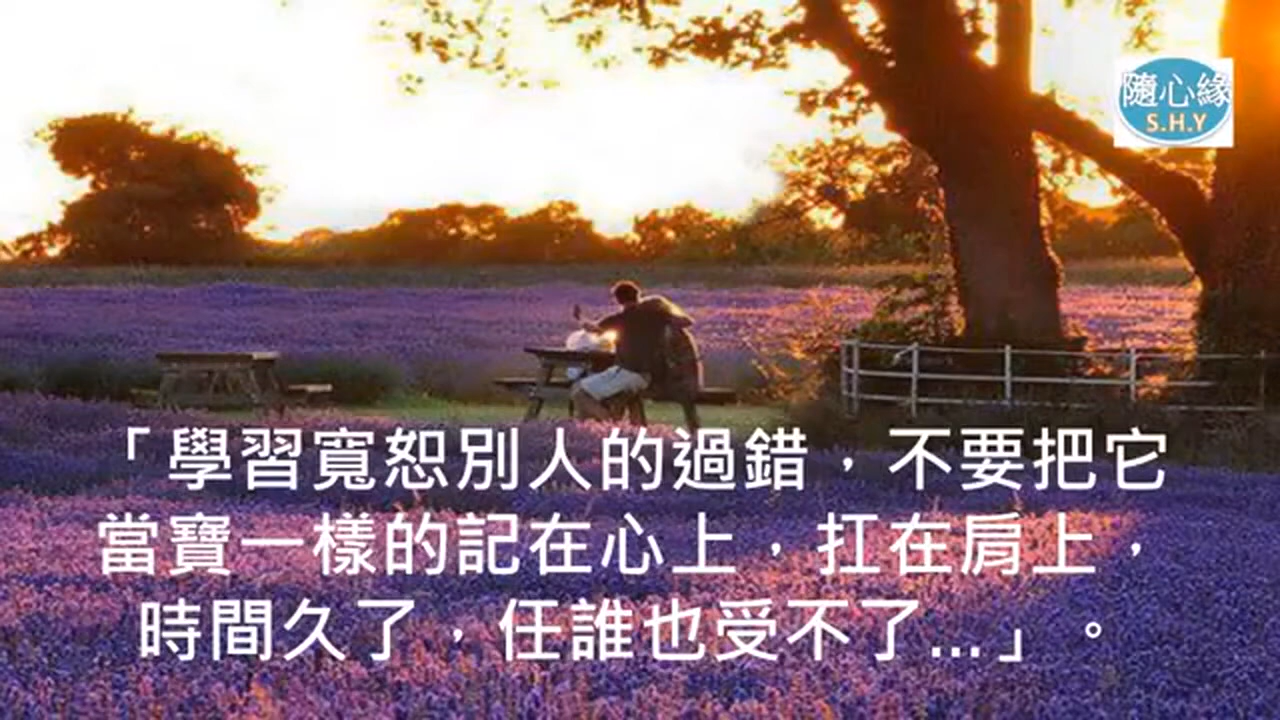 隨心緣
S.H.Y
「學習寬恕別人的過錯，不要把它
當寶一樣的記在心上，扛在肩上，
時間久了，任誰也受不了...」。